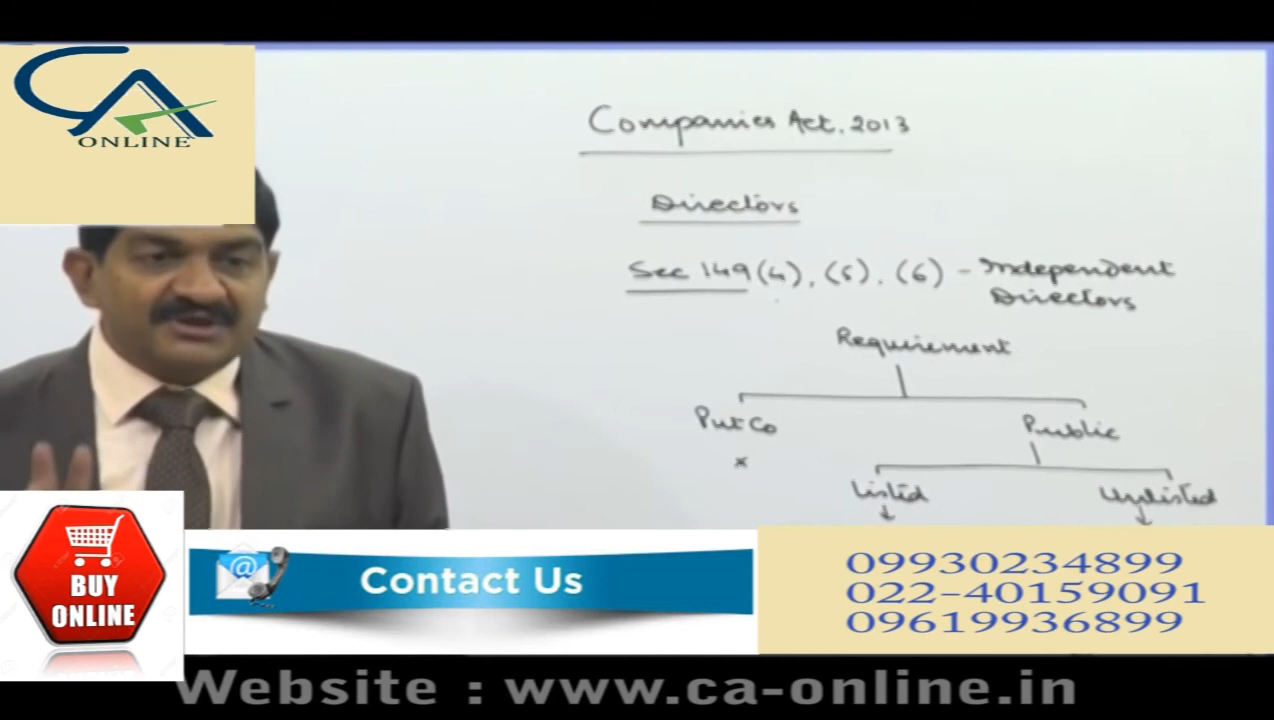 CA
ONLINE
Companies Act, 2013
Directors
Sec 149 (4), (5). (6) - Independent
Directors
Requirement
Pvt Co
Public
×
Listed
Unlisted
BUY
ONLINE
@
Contact Us
09930234899
022-40159091
09619936899
Website : www.ca-online.in